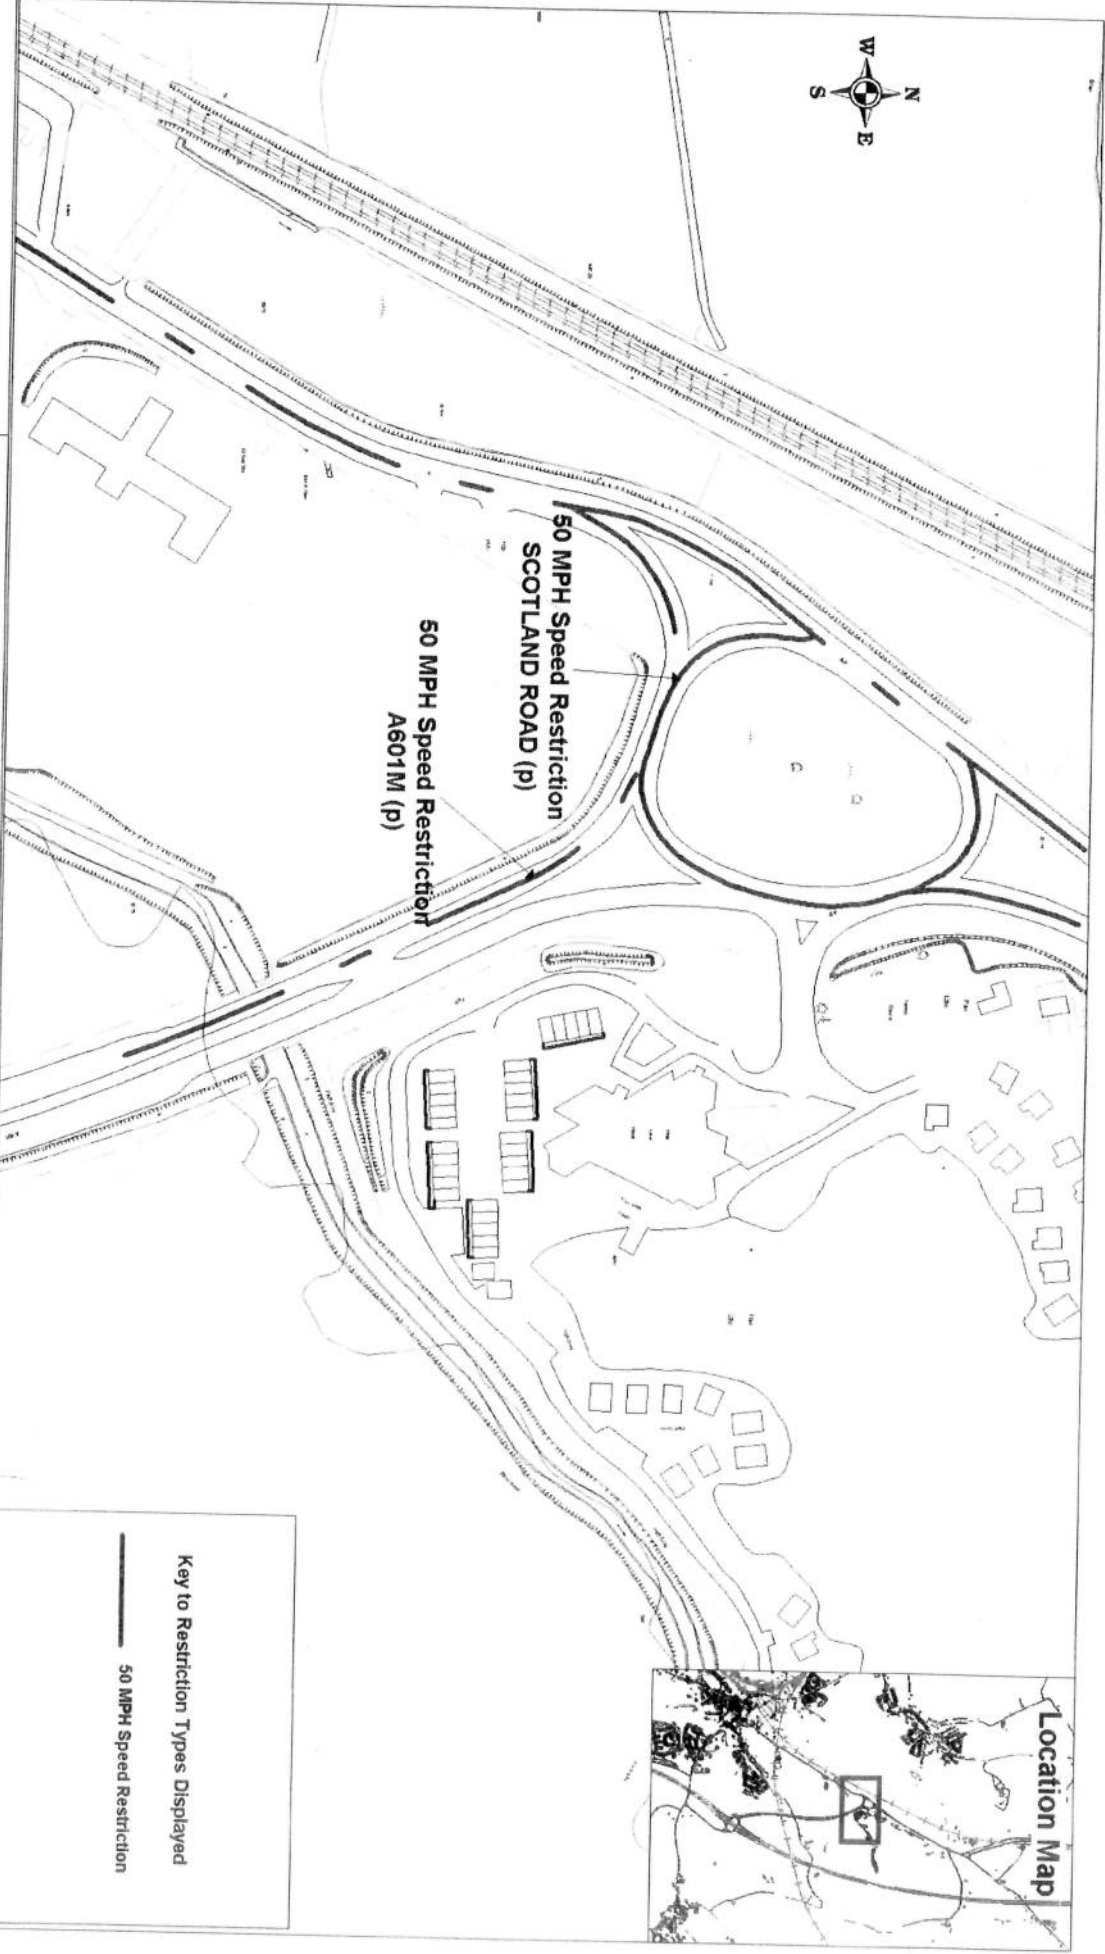 W
N
S
E
50 MPH Speed Restriction
SCOTLAND ROAD (p)
50 MPH Speed Restriction
A601M (p)
Location Map
Key to Restriction Types Displayed
50 MPH Speed Restriction